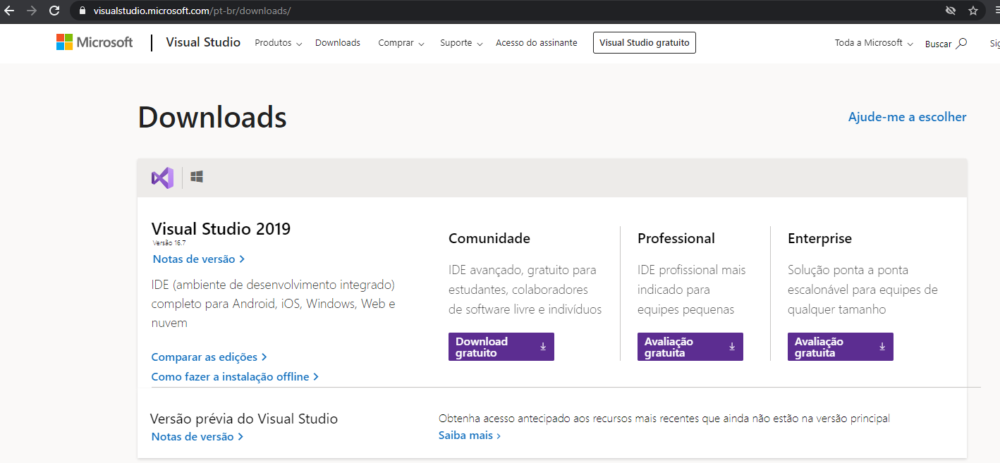 visualstudio.microsoft.com/pt-br/downloads/
Microsoft
Visual Studio
Produtos
Downloads
Comprar
Suporte
Acesso do assinante
Visual Studio gratuito
Toda a Microsoft
Buscar
Sig
Downloads
Ajude-me a escolher
Visual Studio 2019
Versão 16.7
Notas de versão
IDE (ambiente de desenvolvimento integrado)
completo para Android, iOS, Windows, Web e
nuvem
Comparar as edições
Como fazer a instalação offline
Comunidade
IDE avançado, gratuito para
estudantes, colaboradores
de software livre e indivíduos
Download
gratuito
Professional
IDE profissional mais
indicado para
equipes pequenas
Avaliação
gratuita
Enterprise
Solução ponta a ponta
escalonável para equipes de
qualquer tamanho
Avaliação
gratuita
Versão prévia do Visual Studio
Notas de versão
Obtenha acesso antecipado aos recursos mais recentes que ainda não estão na versão principal
Saiba mais